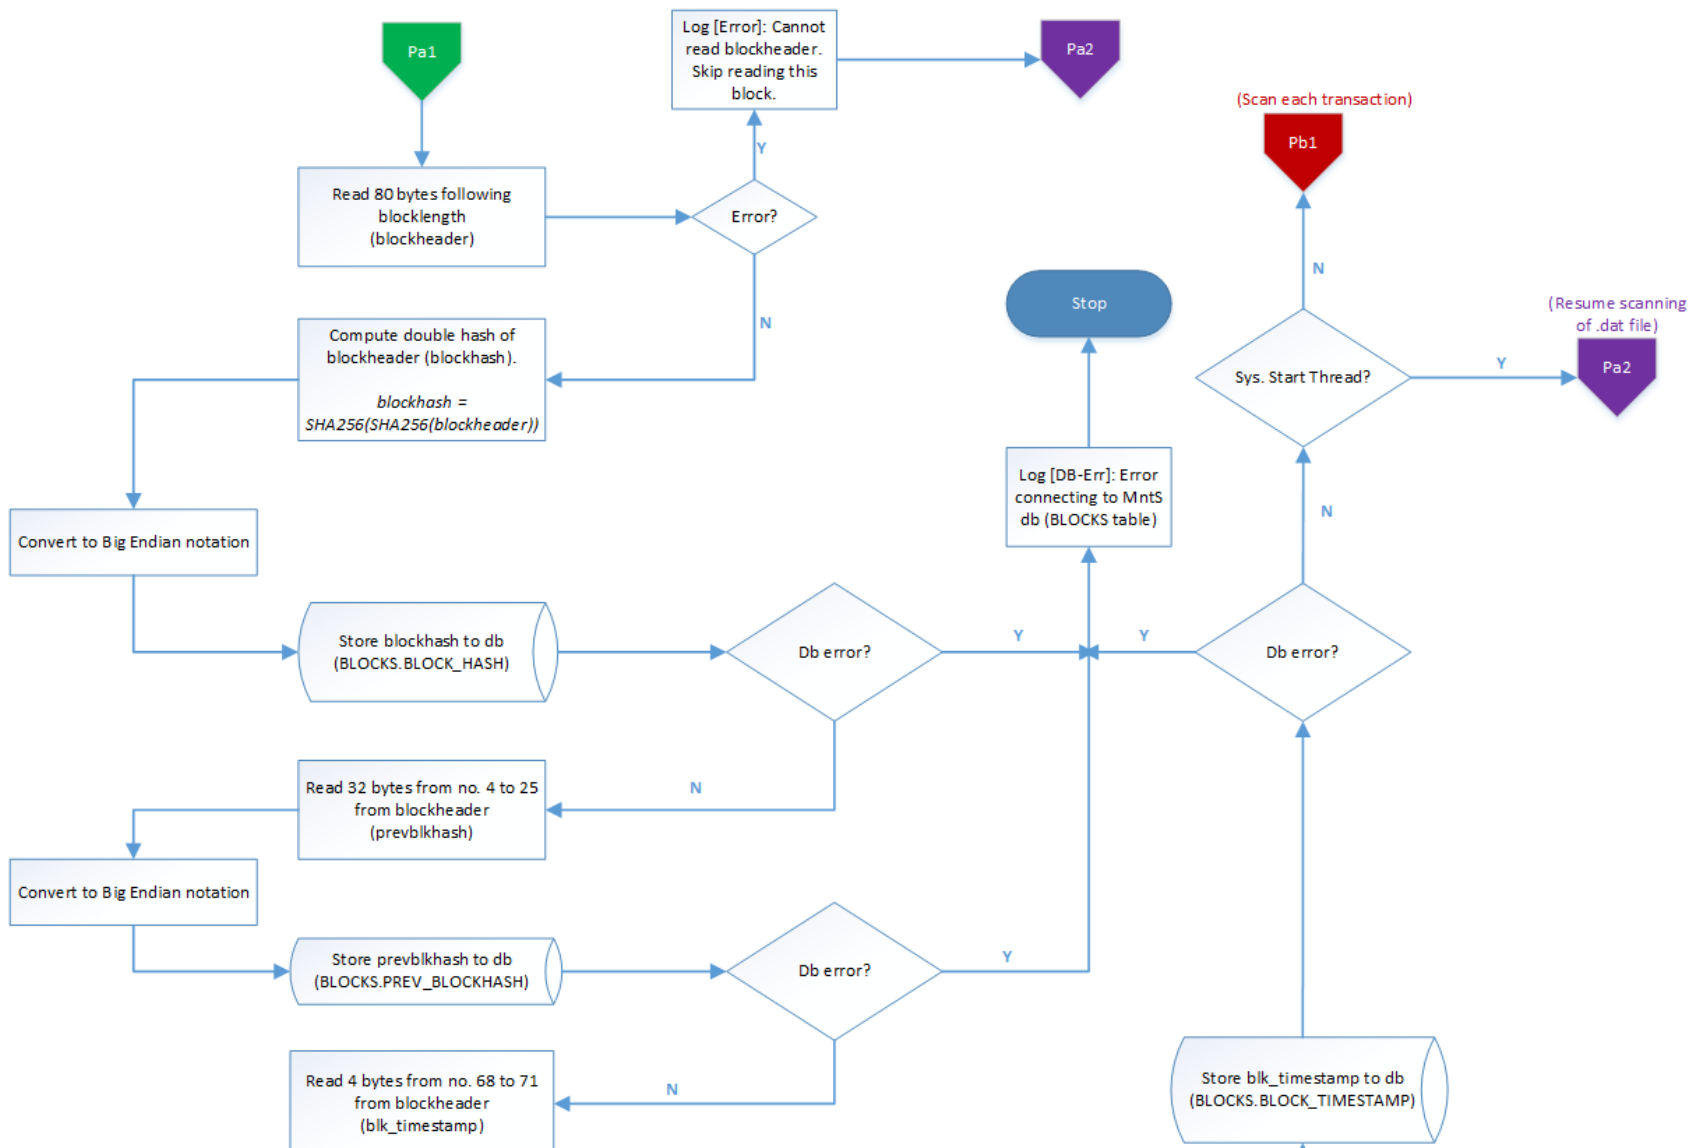 Pa1
Log [Error]: Cannot
read blockheader.
Skip reading this
block.
Pa2
Y
Read 80 bytes following
blocklength
(blockheader)
Error?
N
(Scan each transaction)
Pb1
N
Stop
(Resume scanning
of .dat file)
Pa2
Y
Sys. Start Thread?
Compute double hash of
blockheader (blockhash).
blockhash =
SHA256(SHA256(blockheader))
Log [DB-Err]: Error
connecting to MntS
db (BLOCKS table)
N
Convert to Big Endian notation
Store blockhash to db
(BLOCKS.BLOCK_HASH)
Db error?
Y
Y
Db error?
N
Read 32 bytes from no. 4 to 25
from blockheader
(prevblkhash)
Convert to Big Endian notation
Store prevblkhash to db
(BLOCKS.PREV_BLOCKHASH)
Db error?
Y
N
Read 4 bytes from no. 68 to 71
from blockheader
(blk_timestamp)
Store blk_timestamp to db
(BLOCKS.BLOCK_TIMESTAMP)